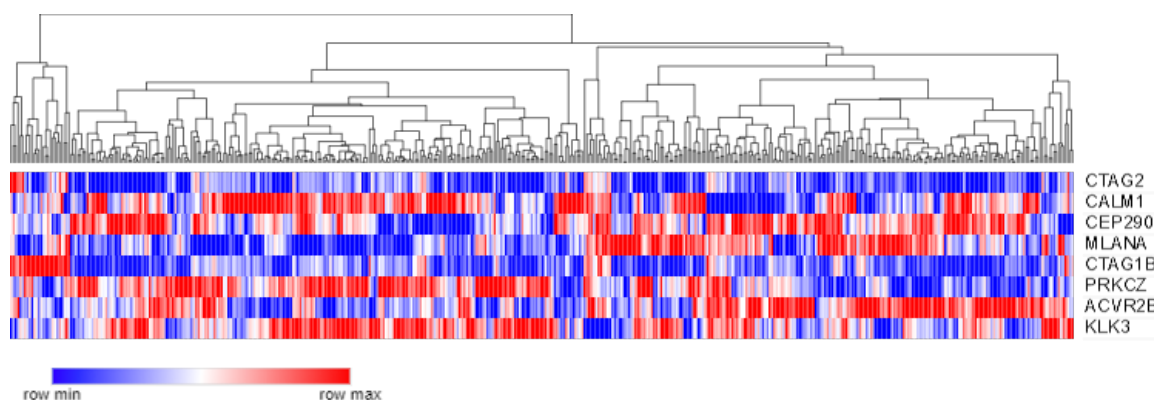 CTAG2
CALM1
CEP290
MLANA
CTAG1B
PRKCZ
ACVR2B
KLK3
row min row max